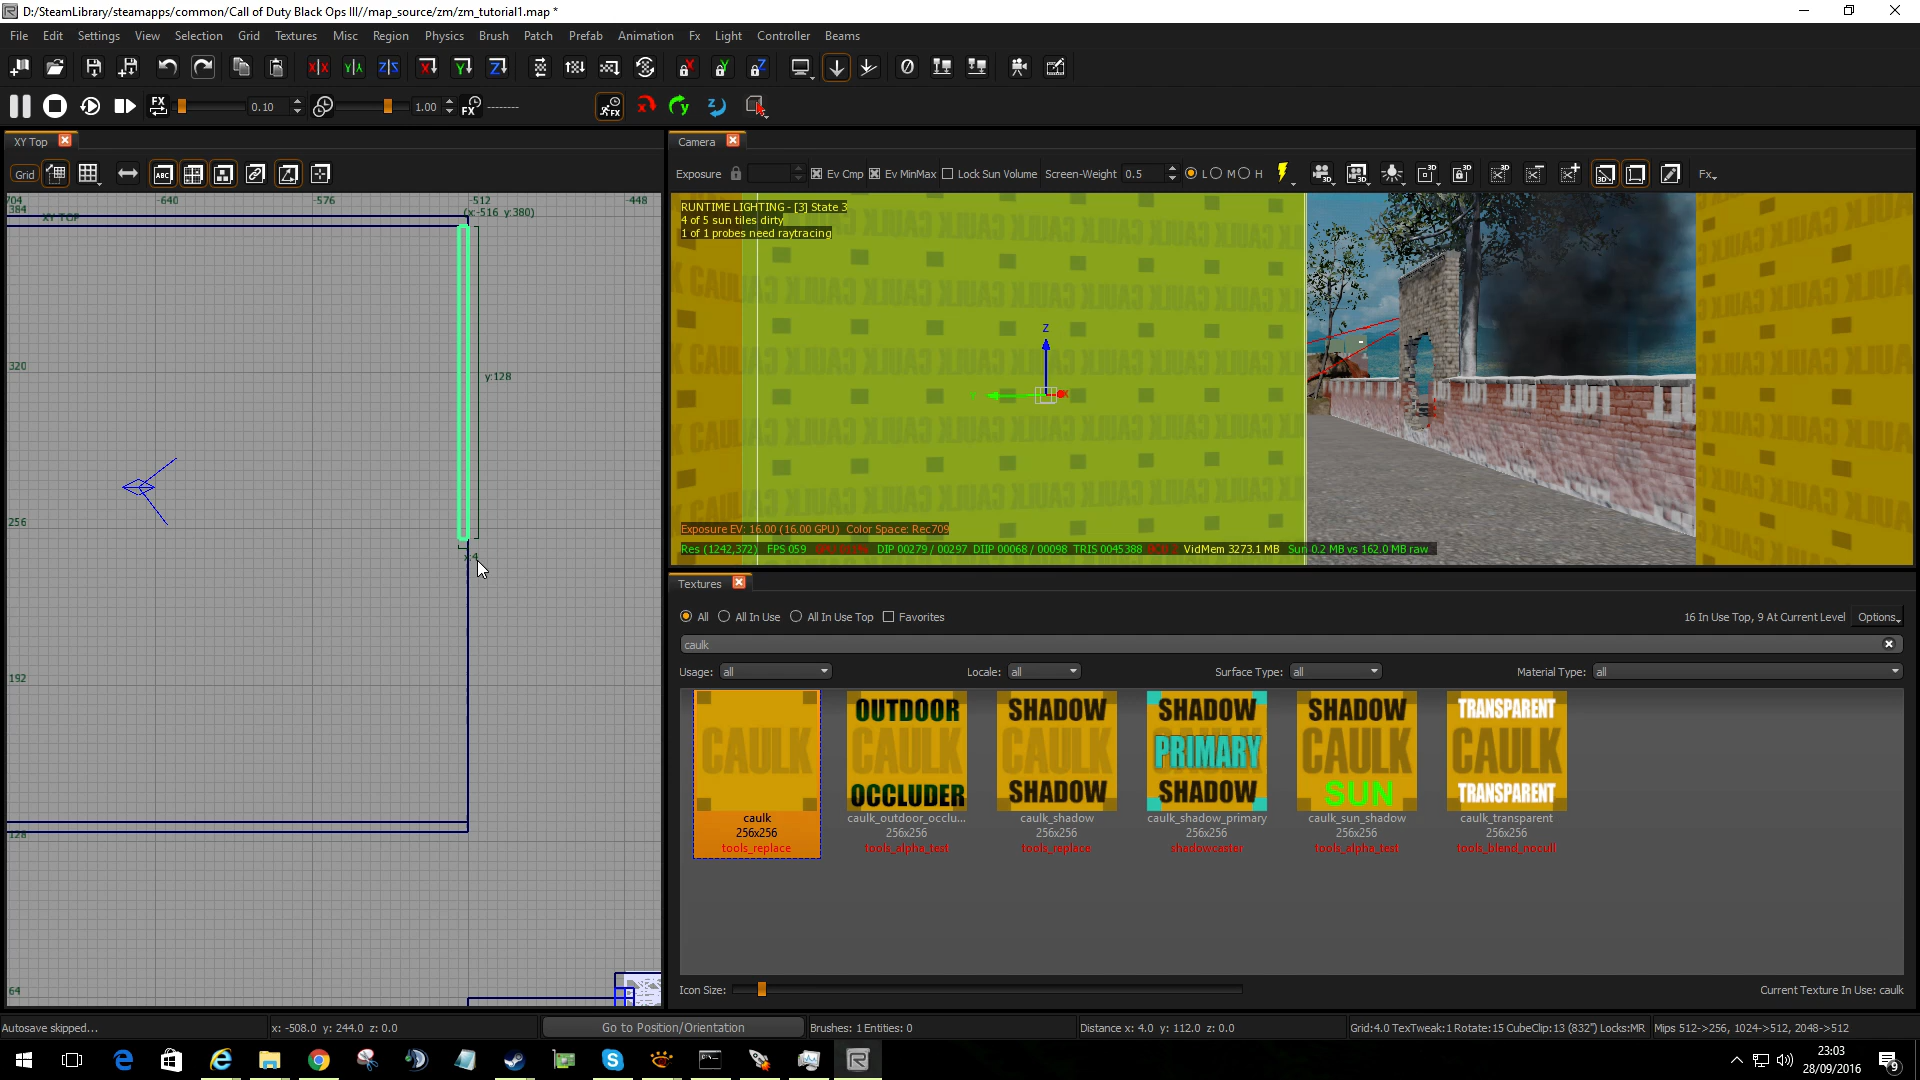 D:/SteamLibrary/steamapps/common/Call of Duty Black Ops III//map_source/zm/zm_tutorial1.map *
File Edit Settings View Selection Grid Textures Misc Region Physics Brush Patch Prefab Animation Fx Light Controller Beams
FX 0.10 1.00 FX --------
XY Top
Camera
Grid ABC
Exposure Ev Cmp Ev MinMax Lock Sun Volume Screen-Weight 0.5 L M H Fx
704 -640 -576 -512 -448
384 XY TOP (x:-516 y:380)
RUNTIME LIGHTING - [3] State 3
4 of 5 sun tiles dirty
1 of 1 probes need raytracing
Z
X
320
y:128
256
x:4
192
128
64
Exposure EV: 16.00 (16.00 GPU) Color Space: Rec709
Res (1242,372) FPS 059 DIP 00279 / 00297 DIIP 00068 / 00098 TRIS 0045388 VidMem 3273.1 MB Sun 0.2 MB vs 162.0 MB raw
Textures
All All In Use All In Use Top Favorites 16 In Use Top, 9 At Current Level Options
caulk
Usage: all Locale: all Surface Type: all Material Type: all
CAULK
OUTDOOR CAULK OCCLUDER
SHADOW CAULK SHADOW
SHADOW PRIMARY SHADOW
SHADOW CAULK SUN
TRANSPARENT CAULK TRANSPARENT
caulk caulk_outdoor_occlu... caulk_shadow caulk_shadow_primary caulk_sun_shadow caulk_transparent
256x256 256x256 256x256 256x256 256x256 256x256
tools_replace tools_alpha_test tools_replace shadowcaster tools_alpha_test tools_blend_nocull
Icon Size: Current Texture In Use: caulk
Autosave skipped... x: -508.0 y: 244.0 z: 0.0 Go to Position/Orientation Brushes: 1 Entities: 0 Distance x: 4.0 y: 112.0 z: 0.0 Grid:4.0 TexTweak:1 Rotate:15 CubeClip:13 (832") Locks:MR Mips 512->256, 1024->512, 2048->512
23:03
28/09/2016
9